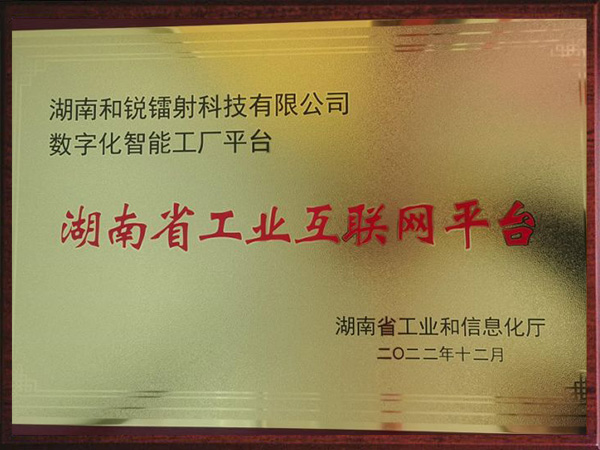 湖南和锐镭射科技有限公司
数字化智能工厂平台
湖南省工业互联网平台
湖南省工业和信息化厅
二〇二二年十二月